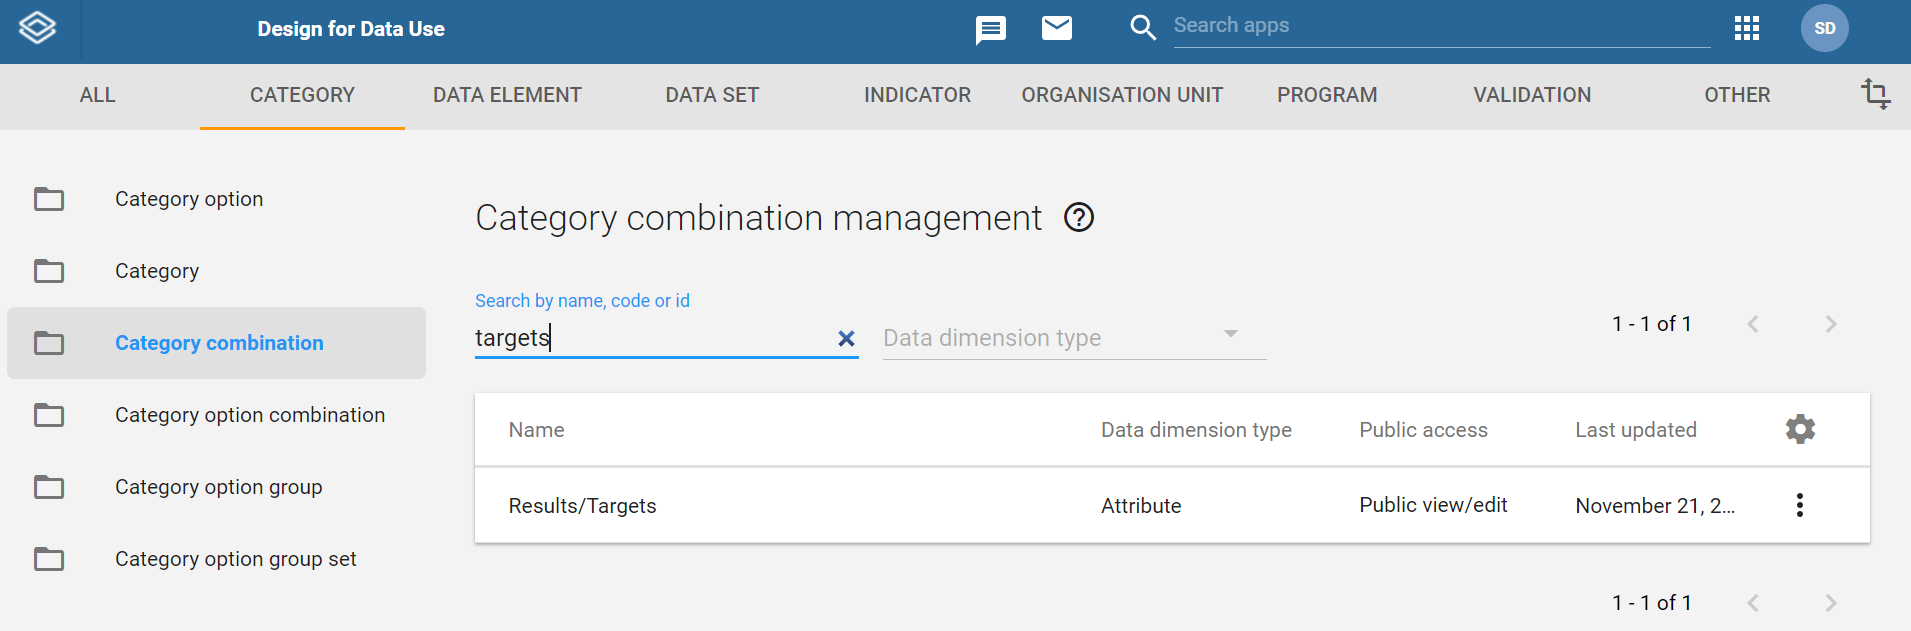 Design for Data Use
Search apps
SD
ALL CATEGORY DATA ELEMENT DATA SET INDICATOR ORGANISATION UNIT PROGRAM VALIDATION OTHER
Category option
Category
Category combination
Category option combination
Category option group
Category option group set
Category combination management
Search by name, code or id
targets
Data dimension type
1 - 1 of 1
Name Data dimension type Public access Last updated
Results/Targets Attribute Public view/edit November 21, 2...
1 - 1 of 1